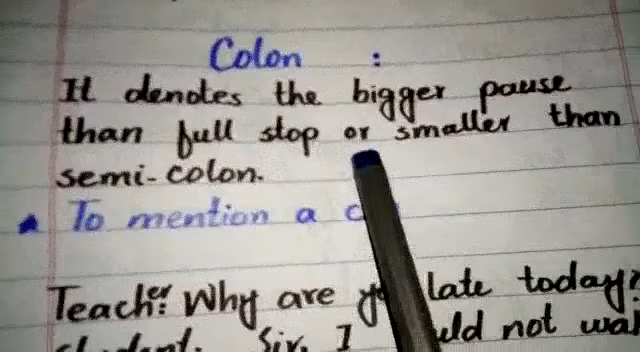 Colon :
It denotes the bigger pause
than full stop or smaller than
semi-colon.
To mention a
Teacher: Why are late today?
Sir, I not